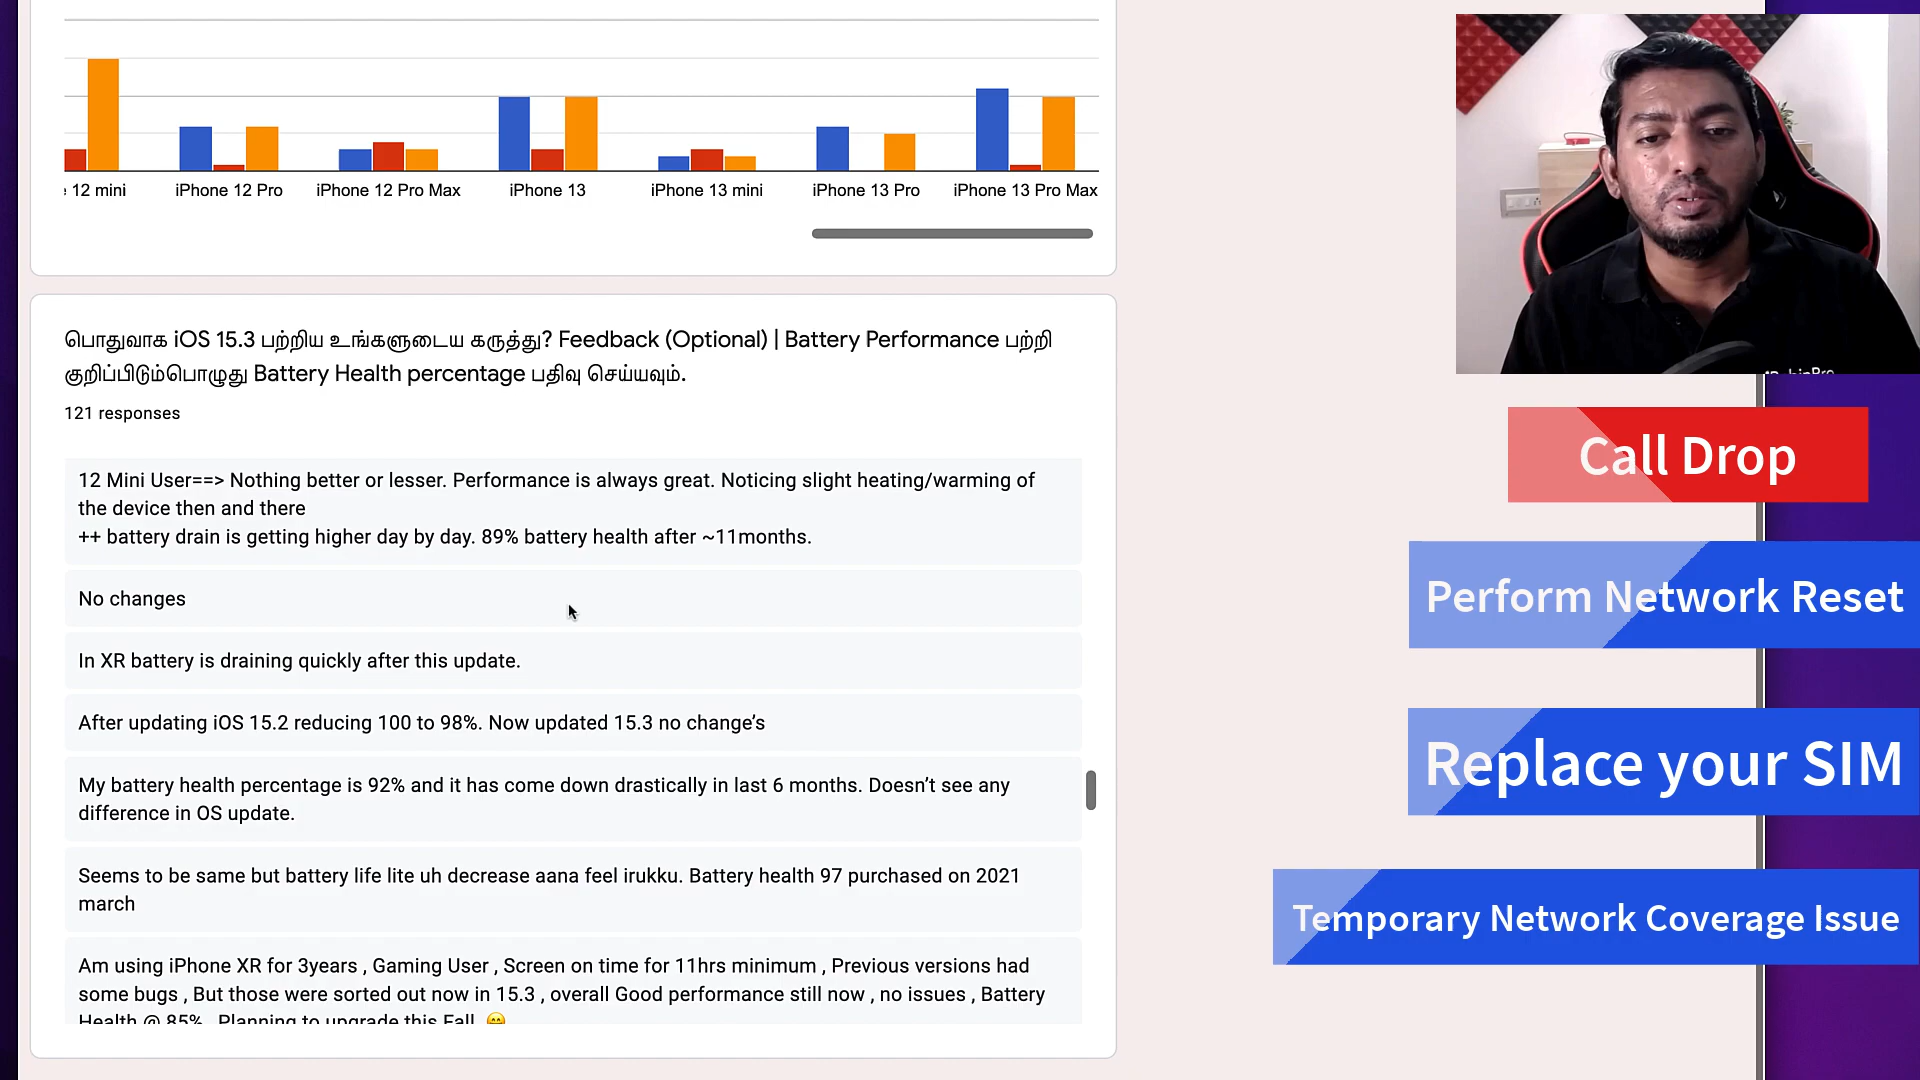 12 mini
iPhone 12 Pro
iPhone 12 Pro Max
iPhone 13
iPhone 13 mini
iPhone 13 Pro
iPhone 13 Pro Max
பொதுவாக iOS 15.3 பற்றிய உங்களுடைய கருத்து? Feedback (Optional) | Battery Performance பற்றி
குறிப்பிடும்பொழுது Battery Health percentage பதிவு செய்யவும்.
121 responses
12 Mini User==> Nothing better or lesser. Performance is always great. Noticing slight heating/warming of
the device then and there
++ battery drain is getting higher day by day. 89% battery health after ~11months.
No changes
In XR battery is draining quickly after this update.
After updating iOS 15.2 reducing 100 to 98%. Now updated 15.3 no change’s
My battery health percentage is 92% and it has come down drastically in last 6 months. Doesn’t see any
difference in OS update.
Seems to be same but battery life lite uh decrease aana feel irukku. Battery health 97 purchased on 2021
march
Am using iPhone XR for 3years , Gaming User , Screen on time for 11hrs minimum , Previous versions had
some bugs , But those were sorted out now in 15.3 , overall Good performance still now , no issues , Battery
Health @ 85% , Planning to upgrade this Fall. 😁
Call Drop
Perform Network Reset
Replace your SIM
Temporary Network Coverage Issue